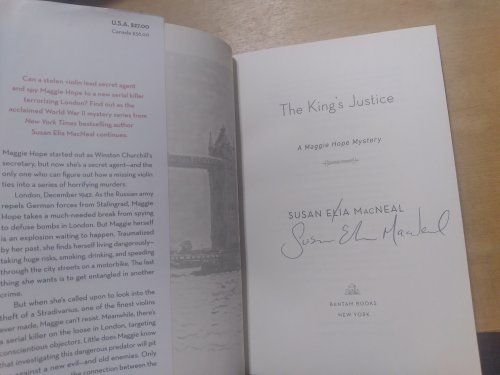 U.S.A. $27.00
Canada $36.00
Can a stolen violin lead secret agent
and spy Maggie Hope to a new serial killer
terrorizing London? Find out as the
acclaimed World War II mystery series from
New York Times bestselling author
Susan Elia MacNeal continues.
Maggie Hope started out as Winston Churchill's
secretary, but now she's a secret agent—and the
only one who can figure out how a missing violin
ties into a series of horrifying murders.
London, December 1942. As the Russian army
repels German forces from Stalingrad, Maggie
Hope takes a much-needed break from spying
to defuse bombs in London. But Maggie herself
is an explosion waiting to happen. Traumatized
by her past, she finds herself living dangerously—
taking huge risks, smoking, drinking, and speeding
through the city streets on a motorbike. The last
thing she wants is to get entangled in another
crime.
But when she's called upon to look into the
theft of a Stradivarius, one of the finest violins
ever made, Maggie can't resist. Meanwhile, there's
a serial killer on the loose in London, targeting
conscientious objectors. Little does Maggie know
that investigating this dangerous predator will pit
her against a new evil—and old enemies. Only
the connection between the
The King's Justice
A Maggie Hope Mystery
SUSAN ELIA MACNEAL
Susan Elia MacNeal
BANTAM BOOKS
NEW YORK